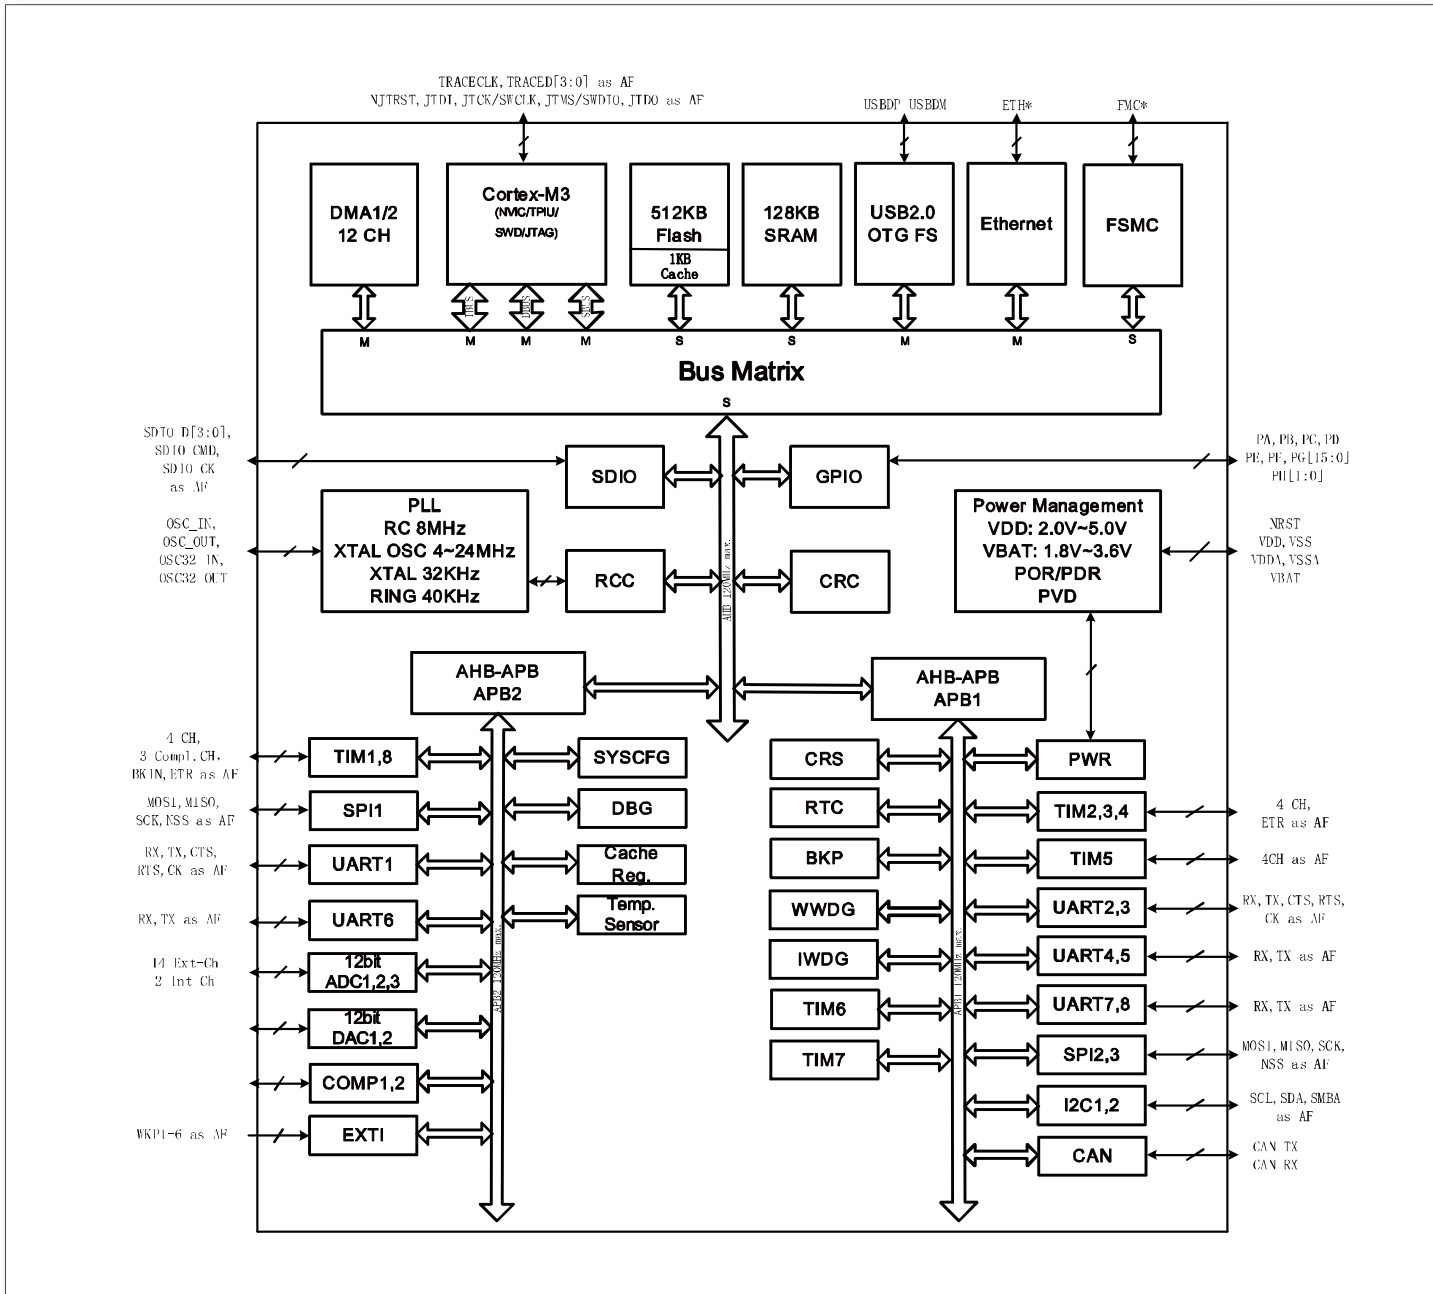 TRACECLK, TRACED[3:0] as AF
NJTRST, JTDI, JTCK/SWCLK, JTMS/SWDIO, JTDO as AF
USBDP USBDM
ETH*
FMC*
DMA1/2
12 CH
Cortex-M3
(NVIC/TPIU/
SWD/JTAG)
512KB
Flash
1KB
Cache
128KB
SRAM
USB2.0
OTG FS
Ethernet
FSMC
IBUS
DBUS
SBUS
M
M
M
M
S
S
M
M
S
Bus Matrix
S
SDIO D[3:0],
SDIO CMD,
SDIO CK
as AF
SDIO
GPIO
PA, PB, PC, PD
PE, PF, PG[15:0]
PH[1:0]
OSC_IN,
OSC_OUT,
OSC32 IN,
OSC32 OUT
PLL
RC 8MHz
XTAL OSC 4~24MHz
XTAL 32KHz
RING 40KHz
RCC
AHB 120MHz max.
CRC
Power Management
VDD: 2.0V~5.0V
VBAT: 1.8V~3.6V
POR/PDR
PVD
NRST
VDD, VSS
VDDA, VSSA
VBAT
AHB-APB
APB2
AHB-APB
APB1
4 CH,
3 Compl.CH,
BKIN, ETR as AF
TIM1,8
SYSCFG
CRS
PWR
MOSI, MISO,
SCK, NSS as AF
SPI1
DBG
RTC
TIM2,3,4
4 CH,
ETR as AF
RX, TX, CTS,
RTS, CK as AF
UART1
Cache
Reg.
BKP
TIM5
4CH as AF
RX, TX as AF
UART6
Temp.
Sensor
WWDG
UART2,3
RX, TX, CTS, RTS,
CK as AF
14 Ext-Ch
2 Int Ch
12bit
ADC1,2,3
APB2 120MHz max.
IWDG
APB1 120MHz max.
UART4,5
RX, TX as AF
12bit
DAC1,2
TIM6
UART7,8
RX, TX as AF
COMP1,2
TIM7
SPI2,3
MOSI, MISO, SCK,
NSS as AF
WKP1-6 as AF
EXTI
I2C1,2
SCL, SDA, SMBA
as AF
CAN
CAN TX
CAN RX